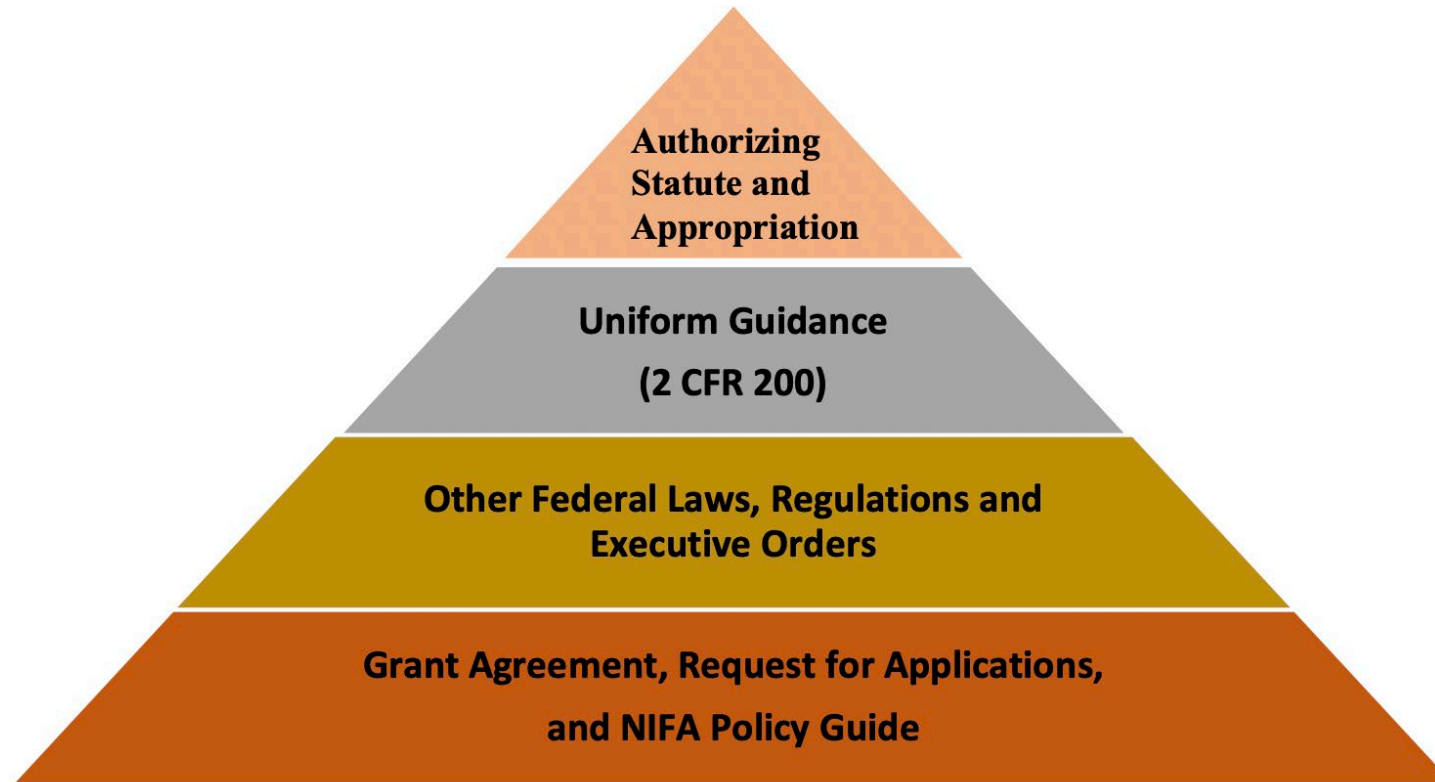 Authorizing
Statute and
Appropriation
Uniform Guidance
(2 CFR 200)
Other Federal Laws, Regulations and
Executive Orders
Grant Agreement, Request for Applications,
and NIFA Policy Guide